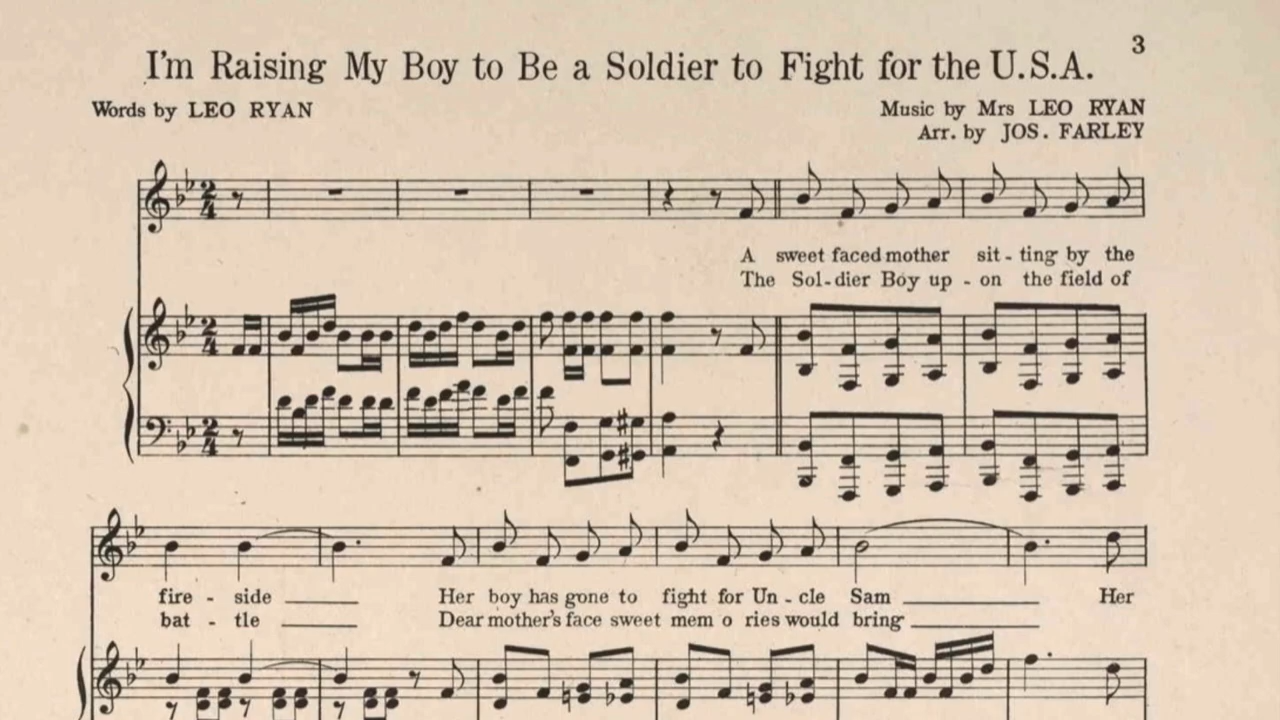 3
I'm Raising My Boy to Be a Soldier to Fight for the U.S.A.
Words by LEO RYAN
Music by Mrs LEO RYAN
Arr. by JOS. FARLEY
A sweet faced mother sit - ting by the
The Sol - dier Boy up - on the field of
fire - side
Her boy has gone to fight for Un - cle Sam Her
bat - tle
Dear mother's face sweet mem o ries would bring